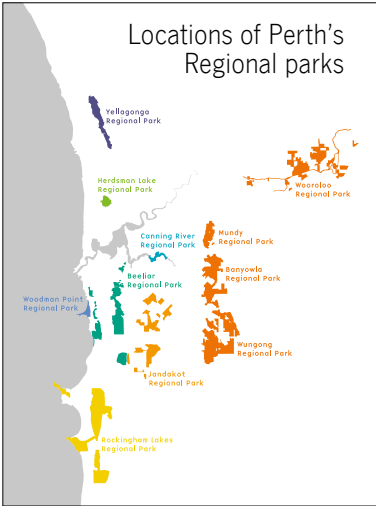 Locations of Perth's
Regional parks
Yellagonga
Regional Park
Wooroloo
Regional Park
Herdsman Lake
Regional Park
Canning River
Regional Park
Mundy
Regional Park
Banyowla
Regional Park
Beeliar
Regional Park
Woodman Point
Regional Park
Wungong
Regional Park
Jandakot
Regional Park
Rockingham Lakes
Regional Park